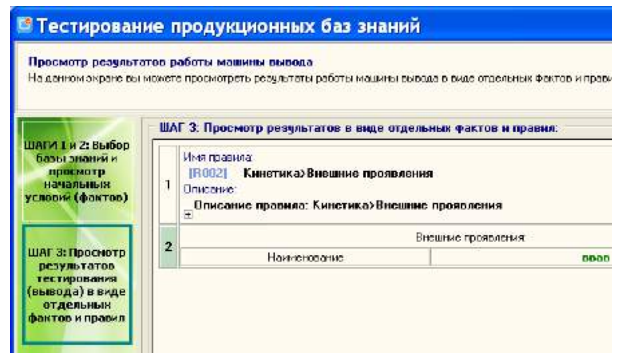 Тестирование продукционных баз знаний
Просмотр результатов работы машины вывода
На данном экране вы можете просмотреть результаты работы машины вывода в виде отдельных фактов и
ШАГИ 1 и 2: Выбор
базы знаний и
просмотр
начальных
условий (фактов)
ШАГ 3: Просмотр
результатов
тестирования
(вывода) в виде
отдельных
фактов и правил
ШАГ 3: Просмотр результатов в виде отдельных фактов и правил:
1
Имя правила:
[R002] Кинетика>Внешние проявления
Описание:
Описание правила: Кинетика>Внешние проявления
2
Внешние проявления
Наименование